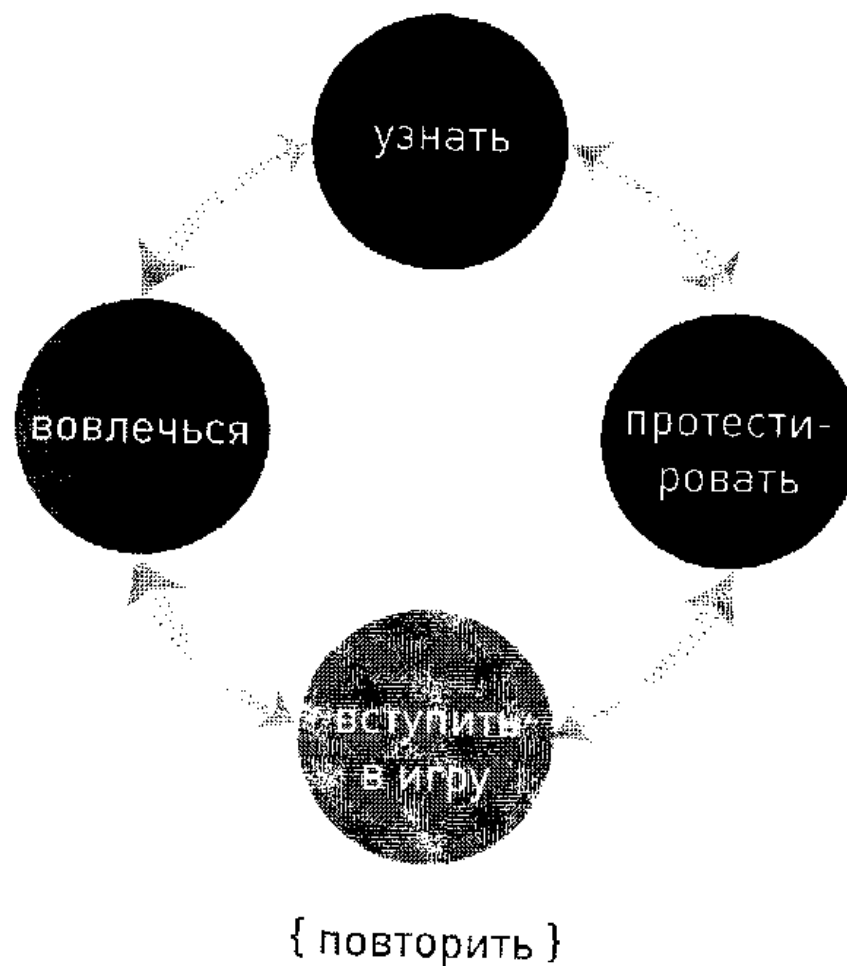 узнать
вовлечься
протести-
ровать
вступить
в игру
{ повторить }